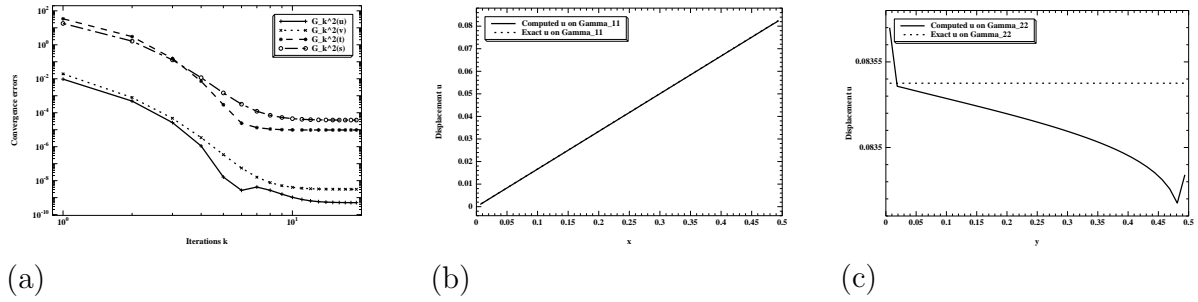 10^2
10^0
10^-2
10^-4
10^-6
10^-8
10^-10
Convergence errors
G_k^2(u)
G_k^2(v)
G_k^2(t)
G_k^2(s)
10^0
10^1
Iterations k
(a)
0.08
0.07
0.06
0.05
0.04
0.03
0.02
0.01
0
Displacement u
Computed u on Gamma_11
Exact u on Gamma_11
0 0.05 0.1 0.15 0.2 0.25 0.3 0.35 0.4 0.45 0.5
x
(b)
0.08355
0.0835
Displacement u
Computed u on Gamma_22
Exact u on Gamma_22
0 0.05 0.1 0.15 0.2 0.25 0.3 0.35 0.4 0.45 0.5
y
(c)